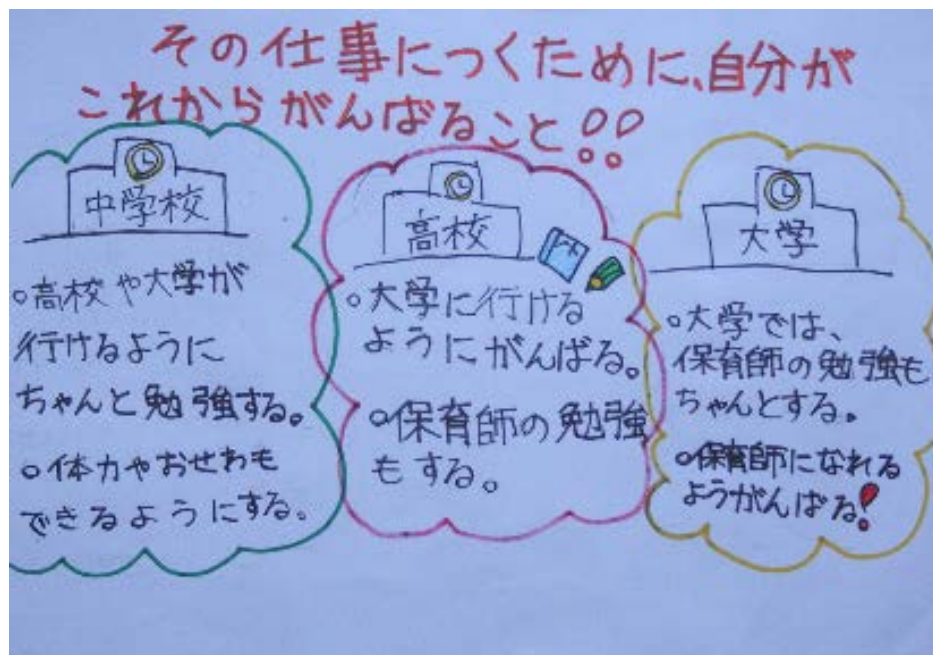 その仕事につくために、自分が
これからがんばること!!
中学校
○高校や大学が
行けるように
ちゃんと勉強する。
○体力やおせわも
できるようにする。
高校
○大学に行ける
ようにがんばる。
○保育師の勉強
もする。
大学
○大学では、
保育師の勉強も
ちゃんとする。
○保育師になれる
ようがんばる!